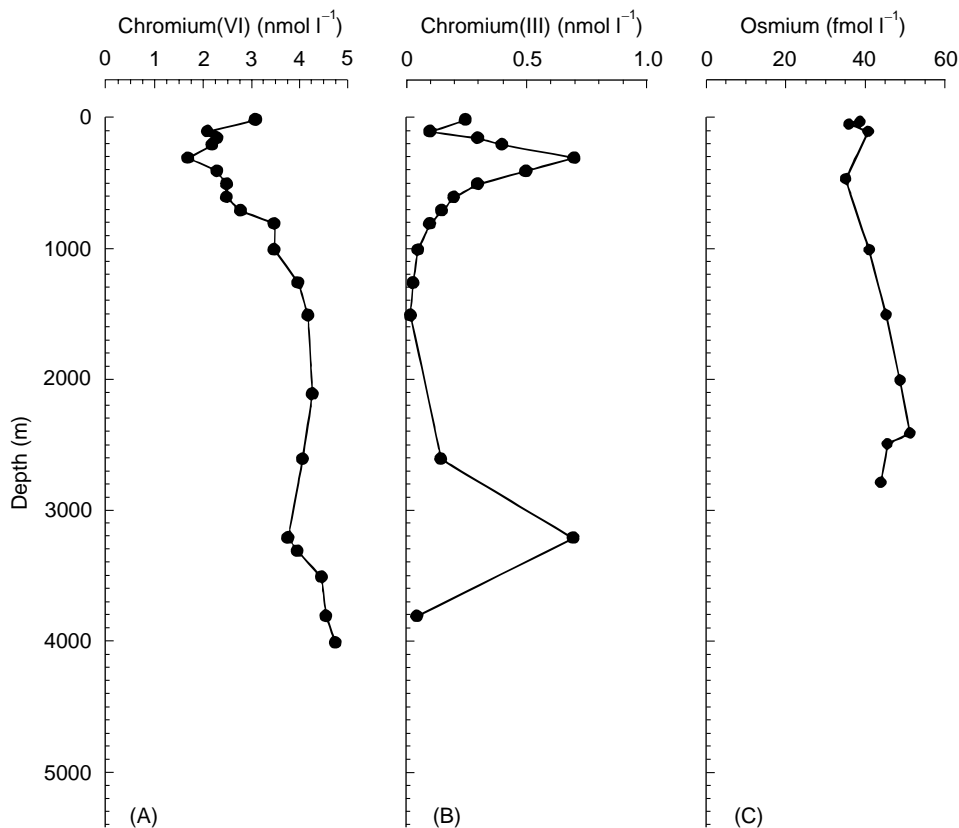 Chromium(VI) (nmol l⁻¹)
0 1 2 3 4 5
Chromium(III) (nmol l⁻¹)
0 0.5 1.0
Osmium (fmol l⁻¹)
0 20 40 60
Depth (m)
0
1000
2000
3000
4000
5000
(A)
(B)
(C)